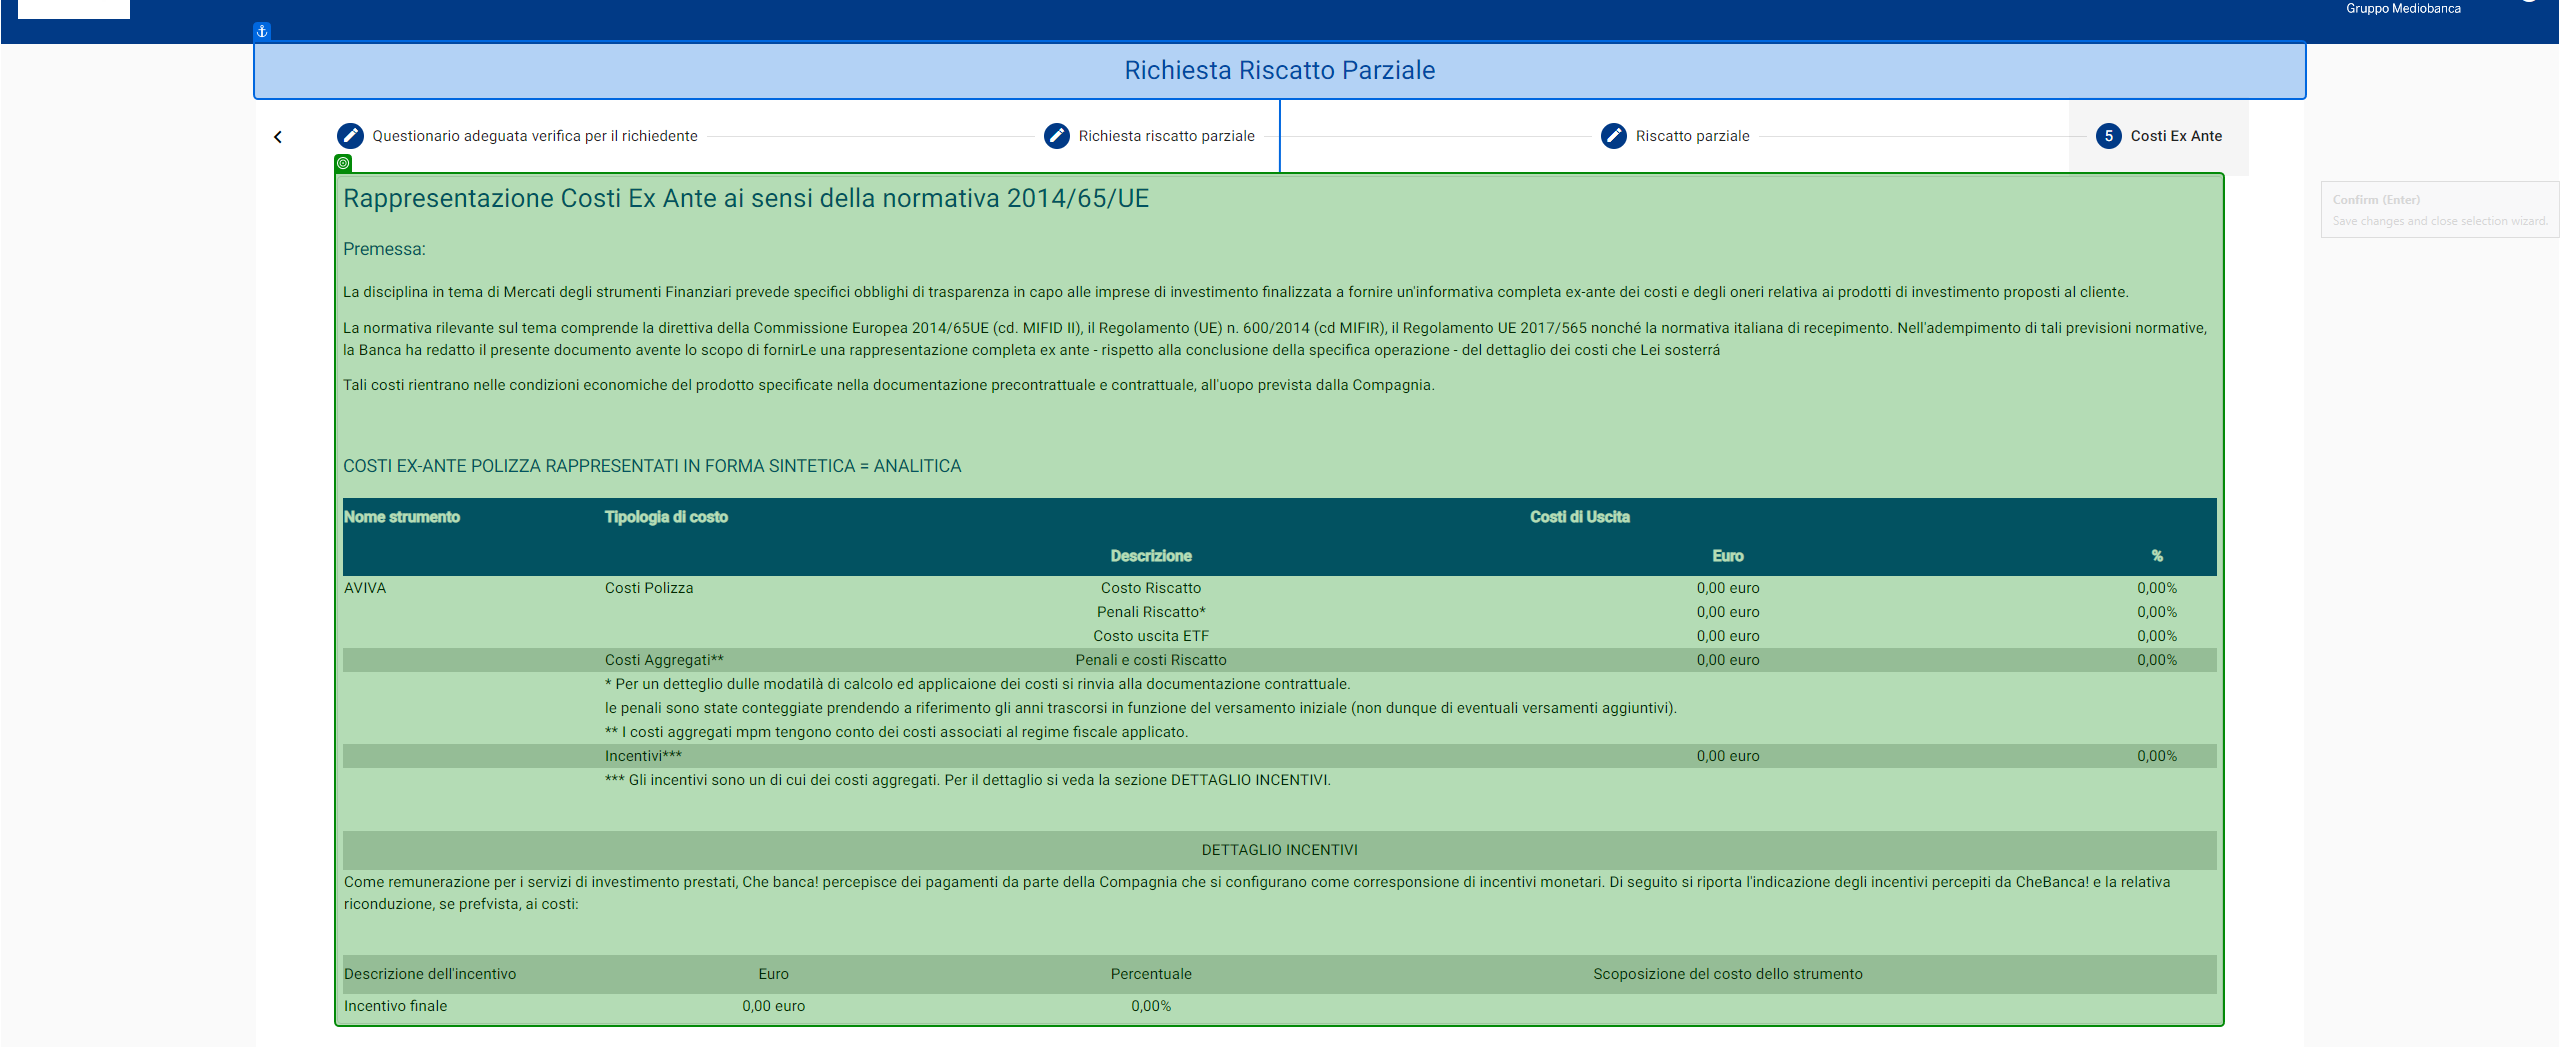 Gruppo Mediobanca
Richiesta Riscatto Parziale
Questionario adeguata verifica per il richiedente
Richiesta riscatto parziale
Riscatto parziale
5 Costi Ex Ante
Rappresentazione Costi Ex Ante ai sensi della normativa 2014/65/UE
Confirm (Enter)
Save changes and close selection wizard.
Premessa:
La disciplina in tema di Mercati degli strumenti Finanziari prevede specifici obblighi di trasparenza in capo alle imprese di investimento finalizzata a fornire un'informativa completa ex-ante dei costi e degli oneri relativa ai prodotti di investimento proposti al cliente.
La normativa rilevante sul tema comprende la direttiva della Commissione Europea 2014/65UE (cd. MIFID II), il Regolamento (UE) n. 600/2014 (cd MIFIR), il Regolamento UE 2017/565 nonché la normativa italiana di recepimento. Nell'adempimento di tali previsioni normative,
la Banca ha redatto il presente documento avente lo scopo di fornirLe una rappresentazione completa ex ante - rispetto alla conclusione della specifica operazione - del dettaglio dei costi che Lei sosterrá
Tali costi rientrano nelle condizioni economiche del prodotto specificate nella documentazione precontrattuale e contrattuale, all'uopo prevista dalla Compagnia.
COSTI EX-ANTE POLIZZA RAPPRESENTATI IN FORMA SINTETICA = ANALITICA
Nome strumento Tipologia di costo Costi di Uscita
Descrizione Euro %
AVIVA Costi Polizza Costo Riscatto 0,00 euro 0,00%
Penali Riscatto* 0,00 euro 0,00%
Costo uscita ETF 0,00 euro 0,00%
Costi Aggregati** Penali e costi Riscatto 0,00 euro 0,00%
* Per un detteglio dulle modatilà di calcolo ed applicaione dei costi si rinvia alla documentazione contrattuale.
le penali sono state conteggiate prendendo a riferimento gli anni trascorsi in funzione del versamento iniziale (non dunque di eventuali versamenti aggiuntivi).
** I costi aggregati mpm tengono conto dei costi associati al regime fiscale applicato.
Incentivi*** 0,00 euro 0,00%
*** Gli incentivi sono un di cui dei costi aggregati. Per il dettaglio si veda la sezione DETTAGLIO INCENTIVI.
DETTAGLIO INCENTIVI
Come remunerazione per i servizi di investimento prestati, Che banca! percepisce dei pagamenti da parte della Compagnia che si configurano come corresponsione di incentivi monetari. Di seguito si riporta l'indicazione degli incentivi percepiti da CheBanca! e la relativa
riconduzione, se prefvista, ai costi:
Descrizione dell'incentivo Euro Percentuale Scoposizione del costo dello strumento
Incentivo finale 0,00 euro 0,00%